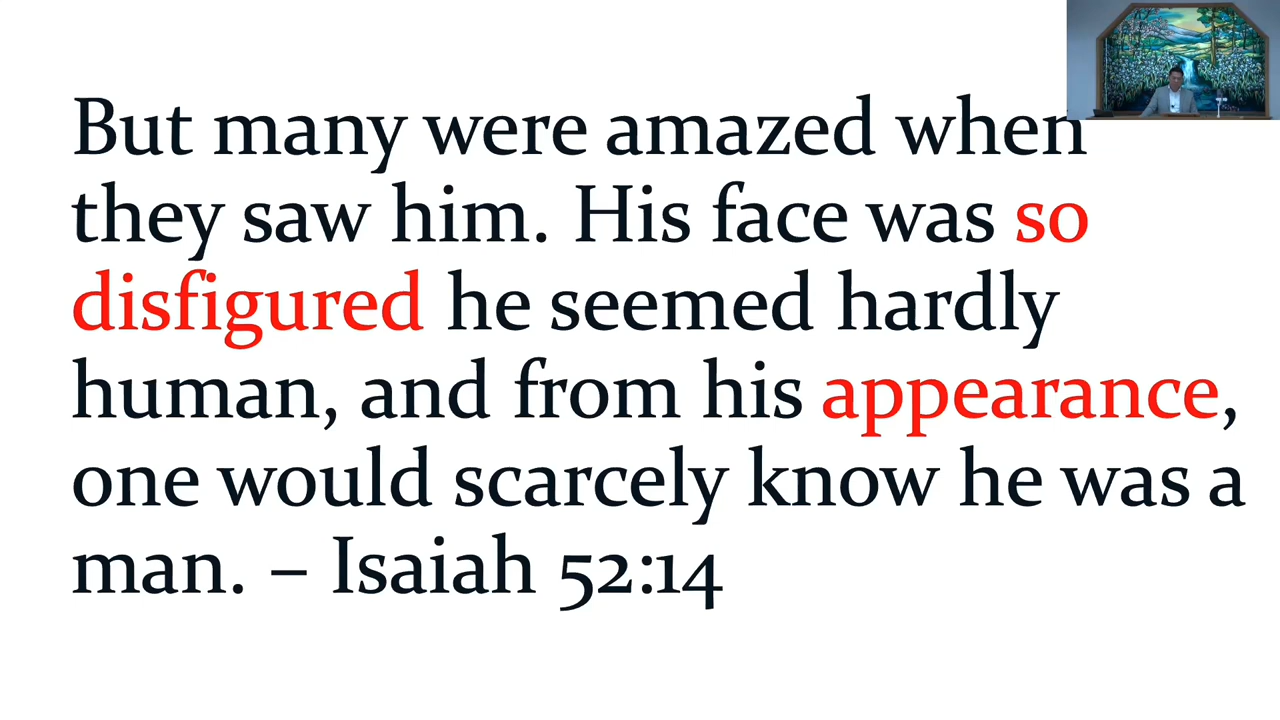 But many were amazed when
they saw him. His face was so
disfigured he seemed hardly
human, and from his appearance,
one would scarcely know he was a
man. – Isaiah 52:14